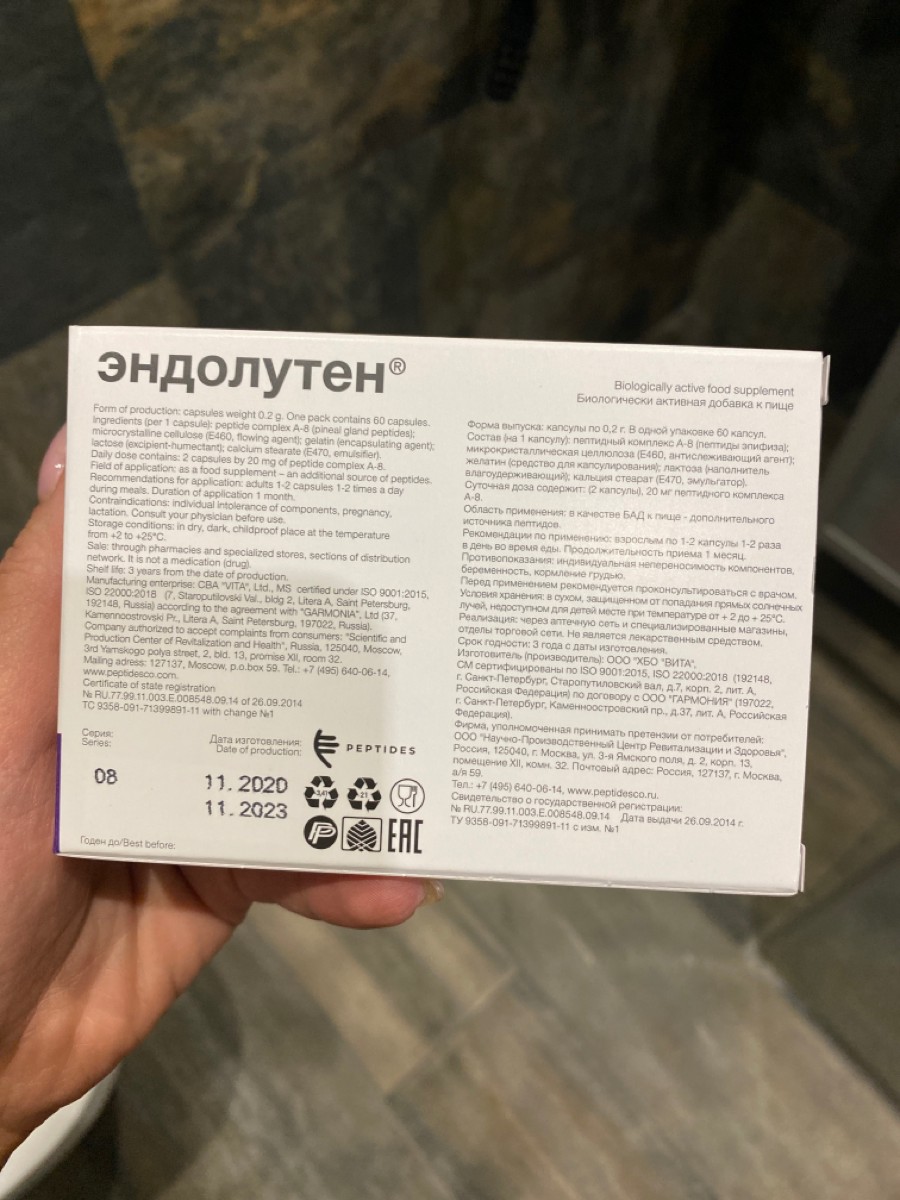 эндолутен®
Form of production: capsules weight 0.2 g. One pack contains 60 capsules.
Ingredients (per 1 capsule): peptide complex A-8 (pineal gland peptides);
microcrystalline cellulose (E460, flowing agent); gelatin (encapsulating agent);
lactose (excipient-humectant); calcium stearate (E470, emulsifier).
Daily dose contains: 2 capsules by 20 mg of peptide complex A-8.
Field of application: as a food supplement – an additional source of peptides.
Recommendations for application: adults 1-2 capsules 1-2 times a day
during meals. Duration of application 1 month.
Contraindications: individual intolerance of components, pregnancy,
lactation. Consult your physician before use.
Storage conditions: in dry, dark, childproof place at the temperature
from +2 to +25°C.
Sale: through pharmacies and specialized stores, sections of distribution
network. It is not a medication (drug).
Shelf life: 3 years from the date of production.
Manufacturing enterprise: CBA "VITA", Ltd., MS certified under ISO 9001:2015,
ISO 22000:2018 (7, Staroputilovski Val., bldg 2, Litera A, Saint Petersburg,
192148, Russia) according to the agreement with "GARMONIA", Ltd (37,
Kamennoostrovski Pr., Litera A, Saint Petersburg, 197022, Russia).
Company authorized to accept complaints from consumers: "Scientific and
Production Center of Revitalization and Health", Russia, 125040, Moscow,
3rd Yamskogo polya street, 2, bld. 13, promise XII, room 32.
Mailing adress: 127137, Moscow, p.o.box 59. Tel.: +7 (495) 640-06-14,
www.peptidesco.com.
Certificate of state registration
№ RU.77.99.11.003.E.008548.09.14 of 26.09.2014
TC 9358-091-71399891-11 with change №1
Серия:
Series:
08
Дата изготовления:
Date of production:
11.2020
11.2023
Годен до/Best before:
PEPTIDES
EAC
Biologically active food supplement
Биологически активная добавка к пище
Форма выпуска: капсулы по 0,2 г. В одной упаковке 60 капсул.
Состав (на 1 капсулу): пептидный комплекс А-8 (пептиды эпифиза);
микрокристаллическая целлюлоза (Е460, антислеживающий агент);
желатин (средство для капсулирования); лактоза (наполнитель
влагоудерживающий); кальция стеарат (Е470, эмульгатор).
Суточная доза содержит: (2 капсулы), 20 мг пептидного комплекса
А-8.
Область применения: в качестве БАД к пище - дополнительного
источника пептидов.
Рекомендации по применению: взрослым по 1-2 капсулы 1-2 раза
в день во время еды. Продолжительность приема 1 месяц.
Противопоказания: индивидуальная непереносимость компонентов,
беременность, кормление грудью.
Перед применением рекомендуется проконсультироваться с врачом.
Условия хранения: в сухом, защищенном от попадания прямых солнечных
лучей, недоступном для детей месте при температуре от + 2 до + 25°С.
Реализация: через аптечную сеть и специализированные магазины,
отделы торговой сети. Не является лекарственным средством.
Срок годности: 3 года с даты изготовления.
Изготовитель (производитель): ООО "ХБО "ВИТА",
СМ сертифицированы по ISO 9001:2015, ISO 22000:2018 (192148,
г. Санкт-Петербург, Старопутиловский вал, д.7, корп. 2, лит. А,
Российская Федерация) по договору с ООО "ГАРМОНИЯ" (197022,
г. Санкт-Петербург, Каменноостровский пр., д.37, лит. А, Российская
Федерация).
Фирма, уполномоченная принимать претензии от потребителей:
ООО "Научно-Производственный Центр Ревитализации и Здоровья",
Россия, 125040, г. Москва, ул. 3-я Ямского поля, д. 2, корп. 13,
помещение XII, комн. 32. Почтовый адрес: Россия, 127137, г. Москва,
а/я 59.
Тел.: +7 (495) 640-06-14, www.peptidesco.ru.
Свидетельство о государственной регистрации:
№ RU.77.99.11.003.E.008548.09.14 Дата выдачи 26.09.2014 г.
ТУ 9358-091-71399891-11 с изм. №1